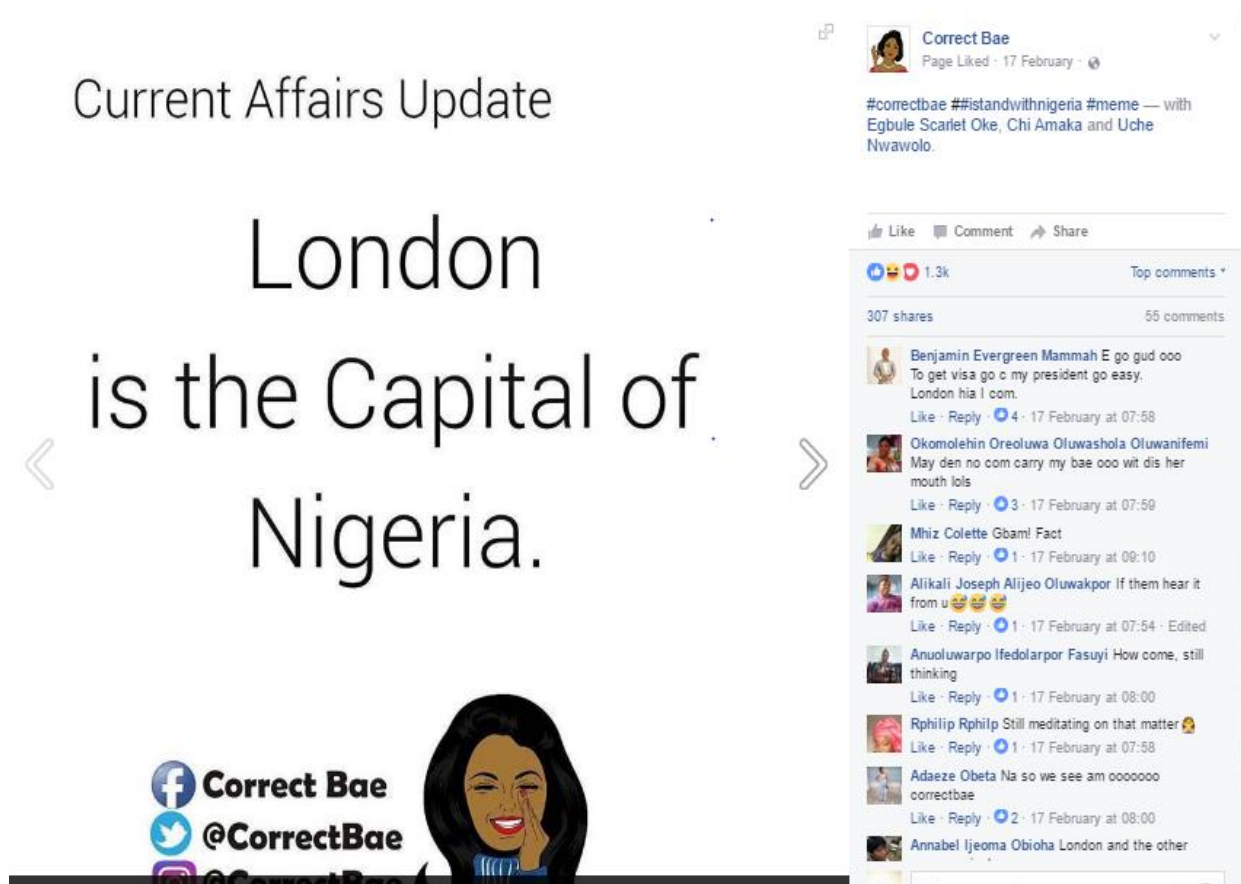 Current Affairs Update
London
is the Capital of
Nigeria.
Correct Bae
@CorrectBae
@CorrectBae
Correct Bae
Page Liked · 17 February ·
#correctbae ##istandwithnigeria #meme — with
Egbule Scarlet Oke, Chi Amaka and Uche
Nwawolo.
Like Comment Share
1.3k Top comments
307 shares 55 comments
Benjamin Evergreen Mammah E go gud ooo
To get visa go c my president go easy.
London hia I com.
Like · Reply · 4 · 17 February at 07:58
Okomolehin Oreoluwa Oluwashola Oluwanifemi
May den no com carry my bae ooo wit dis her
mouth lols
Like · Reply · 3 · 17 February at 07:59
Mhiz Colette Gbam! Fact
Like · Reply · 1 · 17 February at 09:10
Alikali Joseph Alijeo Oluwakpor If them hear it
from u😅😅😅
Like · Reply · 1 · 17 February at 07:54 · Edited
Anuoluwarpo Ifedolarpor Fasuyi How come, still
thinking
Like · Reply · 1 · 17 February at 08:00
Rphilip Rphilp Still meditating on that matter
Like · Reply · 1 · 17 February at 07:58
Adaeze Obeta Na so we see am ooooooo
correctbae
Like · Reply · 2 · 17 February at 08:00
Annabel Ijeoma Obioha London and the other